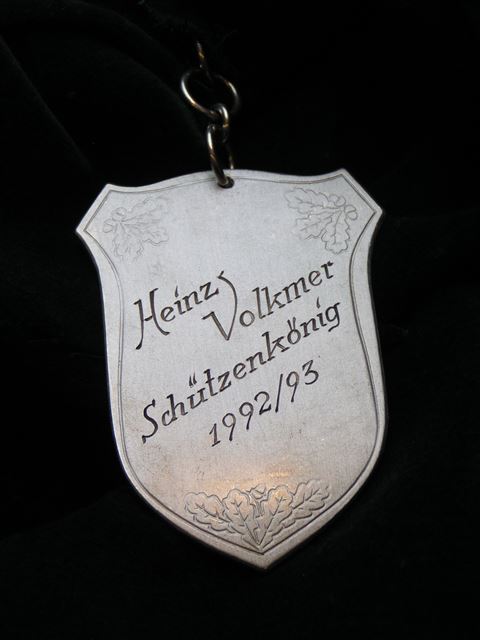 Heinz
Volkmer
Schützenkönig
1992/93